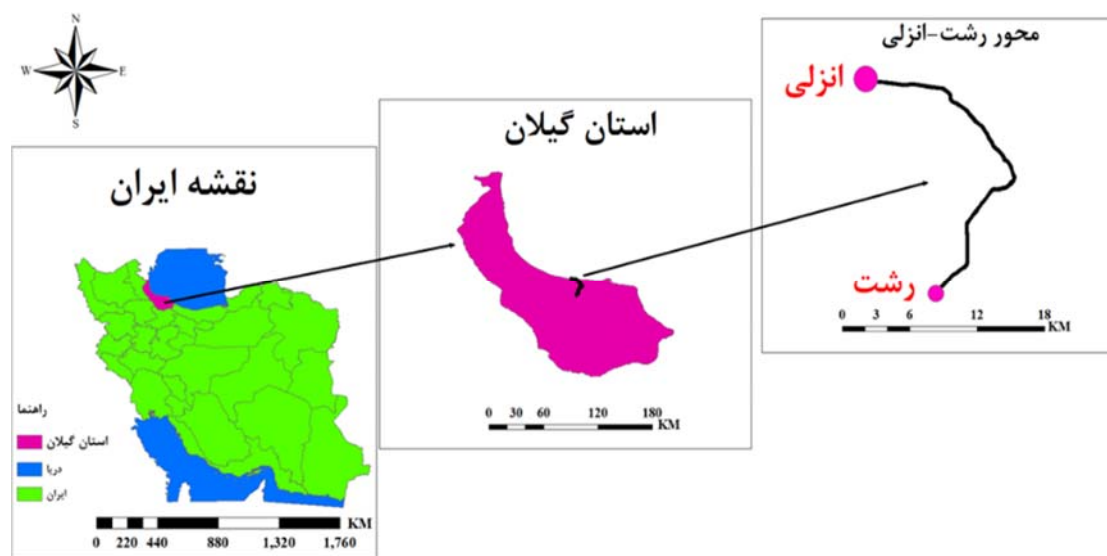 N
W E
S
نقشه ایران
راهنما
استان گیلان
دریا
ایران
KM
0 220 440 880 1,320 1,760
استان گیلان
0 30 60 120 180
KM
محور رشت-انزلی
انزلی
رشت
0 3 6 12 18
KM